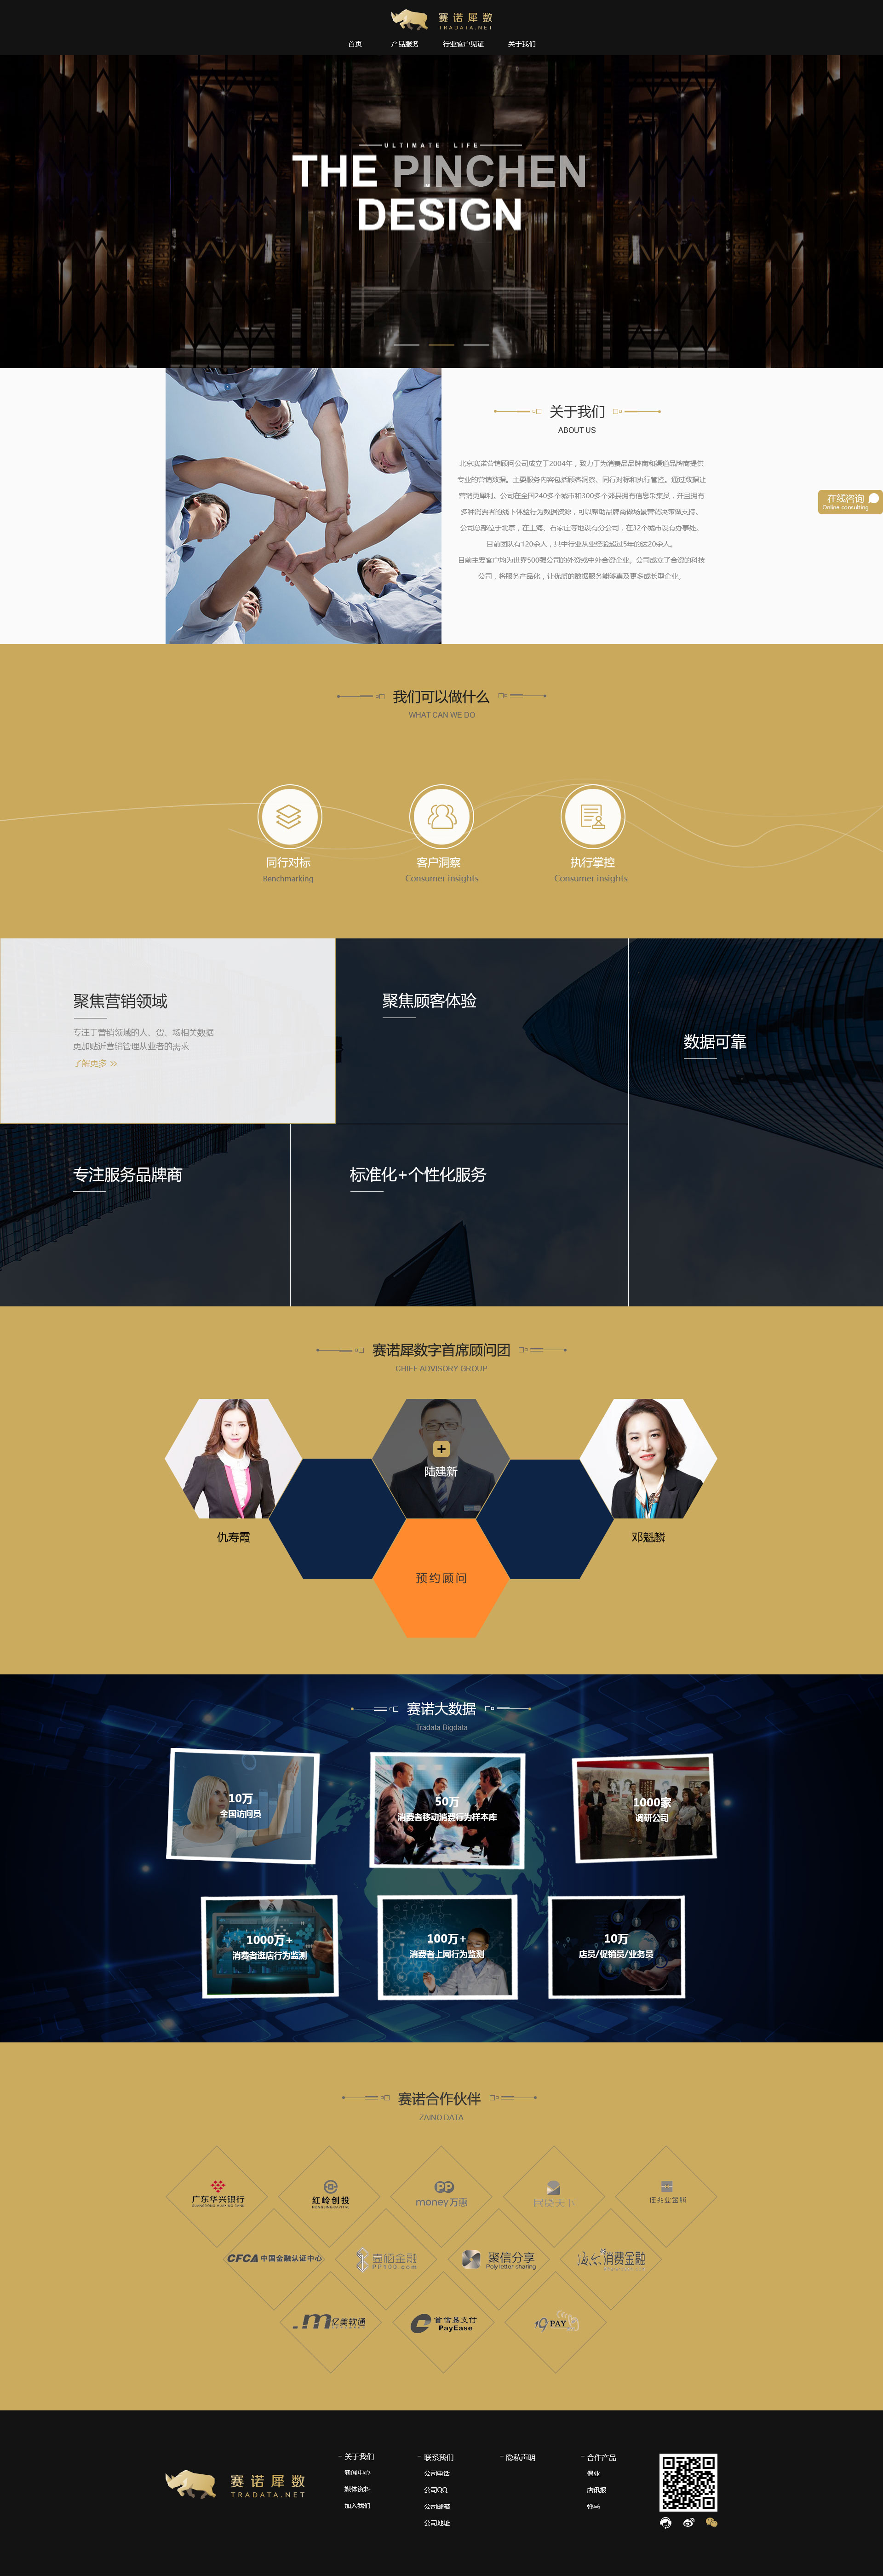 赛诺犀数
TRADATA.NET
首页 产品服务 行业客户见证 关于我们
ULTIMATE LIFE
THE PINCHEN
DESIGN
关于我们
ABOUT US
北京赛诺营销顾问公司成立于2004年，致力于为消费品品牌商和渠道品牌商提供
专业的营销数据。主要服务内容包括顾客洞察、同行对标和执行管控。通过数据让
营销更犀利。公司在全国240多个城市和300多个郊县拥有信息采集员，并且拥有
多种消费者的线下体验行为数据资源，可以帮助品牌商做场景营销决策做支持。
公司总部位于北京，在上海、石家庄等地设有分公司，在32个城市设有办事处。
目前团队有120余人，其中行业从业经验超过5年的达20余人。
目前主要客户均为世界500强公司的外资或中外合资企业。公司成立了合资的科技
公司，将服务产品化，让优质的数据服务能够惠及更多成长型企业。
在线咨询
Online consulting
我们可以做什么
WHAT CAN WE DO
同行对标 客户洞察 执行掌控
Benchmarking Consumer insights Consumer insights
聚焦营销领域
专注于营销领域的人、货、场相关数据
更加贴近营销管理从业者的需求
了解更多
聚焦顾客体验
数据可靠
专注服务品牌商
标准化+个性化服务
赛诺犀数字首席顾问团
CHIEF ADVISORY GROUP
陆建新
仇寿霞
邓魁麟
预约顾问
赛诺大数据
Tradata Bigdata
10万
全国访问员
50万
消费者移动消费行为样本库
1000家
调研公司
1000万+
消费者逛店行为监测
100万+
消费者上网行为监测
10万
店员/促销员/业务员
赛诺合作伙伴
ZAINO DATA
广东华兴银行
红岭创投
PP
money万惠
CFCA 中国金融认证中心
壹佰金融
PP100.com
聚信分享
Poly letter sharing
消费金融
亿美软通
首信易支付
PayEase
19PAY
赛诺犀数
TRADATA.NET
关于我们
新闻中心
媒体资料
加入我们
联系我们
公司电话
公司QQ
公司邮箱
公司地址
隐私声明
合作产品
偶业
店讯报
弹马